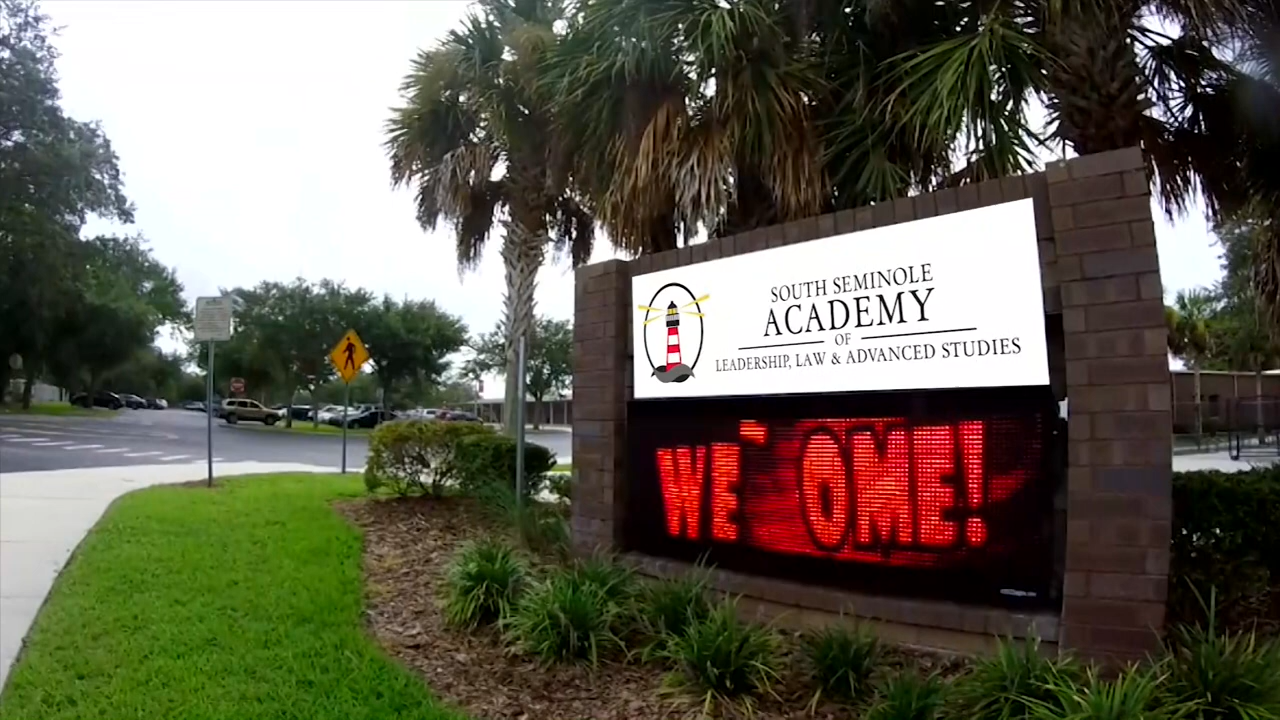 SOUTH SEMINOLE
ACADEMY
OF
LEADERSHIP, LAW & ADVANCED STUDIES
WE OME!